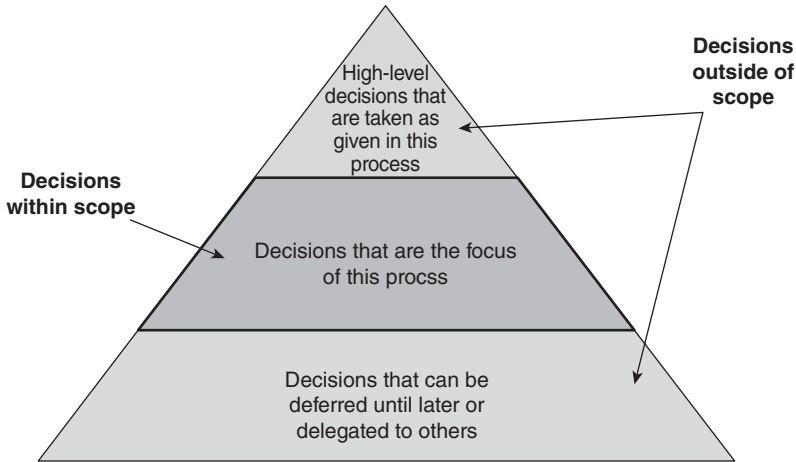 High-level
decisions that
are taken as
given in this
process
Decisions
outside of
scope
Decisions
within scope
Decisions that are the focus
of this procss
Decisions that can be
deferred until later or
delegated to others